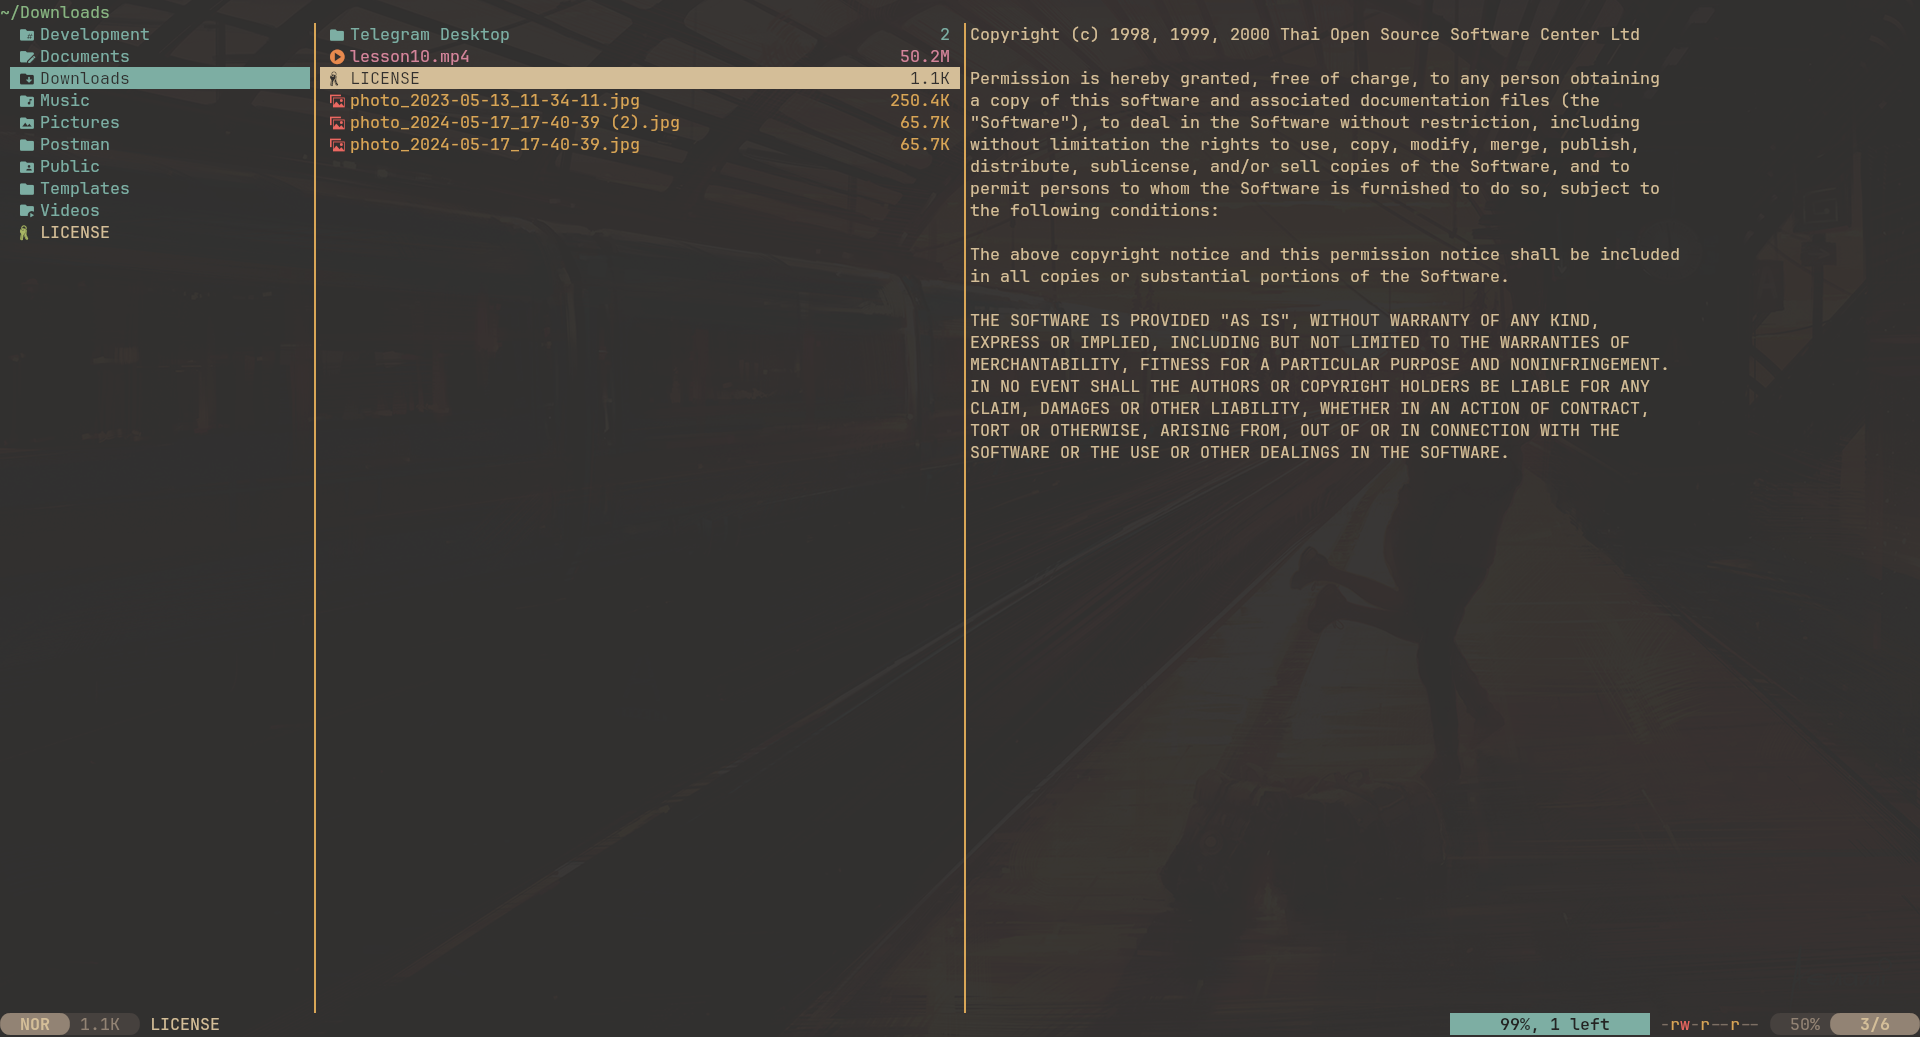 ~/Downloads
Development
Documents
Downloads
Music
Pictures
Postman
Public
Templates
Videos
LICENSE
Telegram Desktop 2
lesson10.mp4 50.2M
LICENSE 1.1K
photo_2023-05-13_11-34-11.jpg 250.4K
photo_2024-05-17_17-40-39 (2).jpg 65.7K
photo_2024-05-17_17-40-39.jpg 65.7K
Copyright (c) 1998, 1999, 2000 Thai Open Source Software Center Ltd
Permission is hereby granted, free of charge, to any person obtaining
a copy of this software and associated documentation files (the
"Software"), to deal in the Software without restriction, including
without limitation the rights to use, copy, modify, merge, publish,
distribute, sublicense, and/or sell copies of the Software, and to
permit persons to whom the Software is furnished to do so, subject to
the following conditions:
The above copyright notice and this permission notice shall be included
in all copies or substantial portions of the Software.
THE SOFTWARE IS PROVIDED "AS IS", WITHOUT WARRANTY OF ANY KIND,
EXPRESS OR IMPLIED, INCLUDING BUT NOT LIMITED TO THE WARRANTIES OF
MERCHANTABILITY, FITNESS FOR A PARTICULAR PURPOSE AND NONINFRINGEMENT.
IN NO EVENT SHALL THE AUTHORS OR COPYRIGHT HOLDERS BE LIABLE FOR ANY
CLAIM, DAMAGES OR OTHER LIABILITY, WHETHER IN AN ACTION OF CONTRACT,
TORT OR OTHERWISE, ARISING FROM, OUT OF OR IN CONNECTION WITH THE
SOFTWARE OR THE USE OR OTHER DEALINGS IN THE SOFTWARE.
NOR 1.1K LICENSE 99%, 1 left -rw-r--r-- 50% 3/6